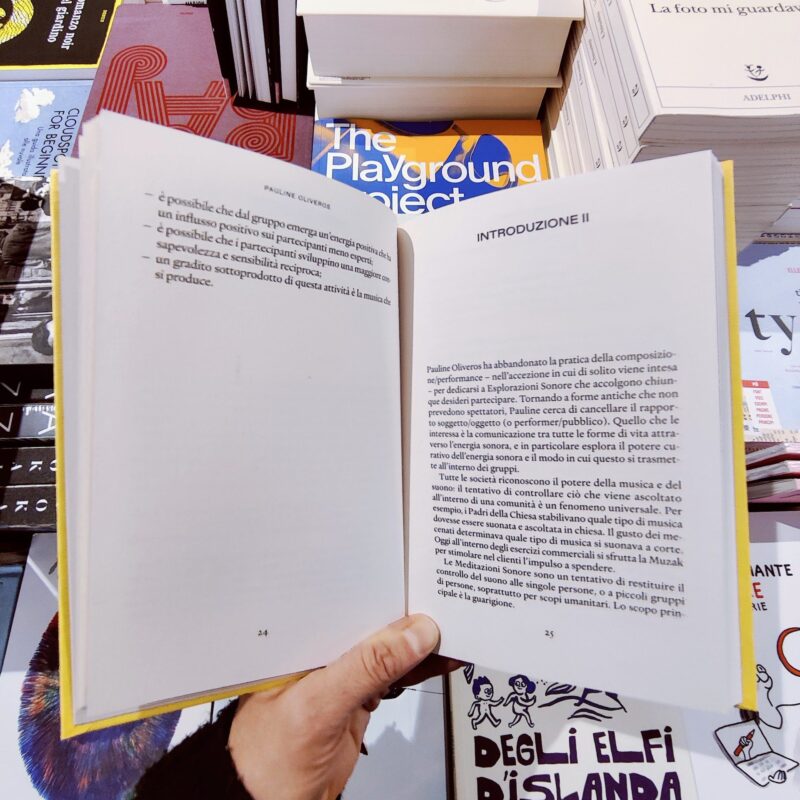 manzo noir
l giardino
CLOUDSPO
FOR BEGINN
The
Playground
La foto mi guardav
ADELPHI
PAULINE OLIVEROS
– è possibile che dal gruppo emerga un'energia positiva che ha
un influsso positivo sui partecipanti meno esperti;
– è possibile che i partecipanti sviluppino una maggiore con-
sapevolezza e sensibilità reciproca;
– un gradito sottoprodotto di questa attività è la musica che
si produce.
24
INTRODUZIONE II
Pauline Oliveros ha abbandonato la pratica della composizio-
ne/performance – nell'accezione in cui di solito viene intesa
– per dedicarsi a Esplorazioni Sonore che accolgono chiun-
que desideri partecipare. Tornando a forme antiche che non
prevedono spettatori, Pauline cerca di cancellare il rappor-
to soggetto/oggetto (o performer/pubblico). Quello che le
interessa è la comunicazione tra tutte le forme di vita attra-
verso l'energia sonora, e in particolare esplora il potere cu-
rativo dell'energia sonora e il modo in cui questo si trasmet-
te all'interno dei gruppi.
Tutte le società riconoscono il potere della musica e del
suono: il tentativo di controllare ciò che viene ascoltato
all'interno di una comunità è un fenomeno universale. Per
esempio, i Padri della Chiesa stabilivano quale tipo di musica
dovesse essere suonata e ascoltata in chiesa. Il gusto dei me-
cenati determinava quale tipo di musica si suonava a corte.
Oggi all'interno degli esercizi commerciali si sfrutta la Muzak
per stimolare nel clienti l'impulso a spendere.
Le Meditazioni Sonore sono un tentativo di restituire il
controllo del suono alle singole persone, o a piccoli gruppi
di persone, soprattutto per scopi umanitari. Lo scopo prin-
cipale è la guarigione.
25
ty
MANTE
DEGLI ELFI
D'ISLANDA